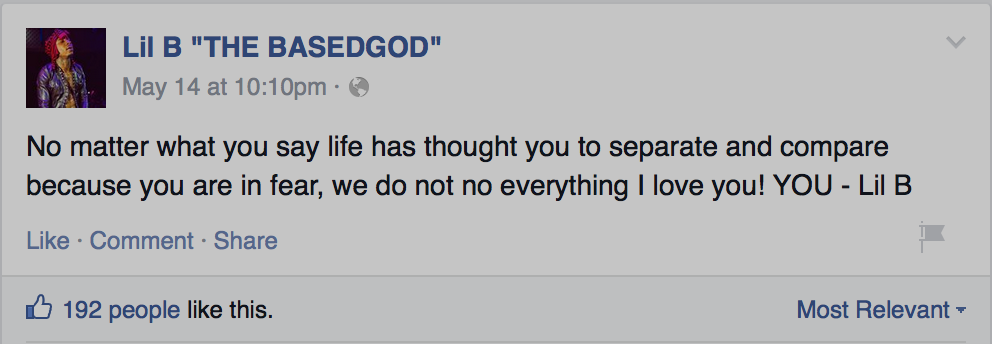 Lil B "THE BASEDGOD"
May 14 at 10:10pm ·
No matter what you say life has thought you to separate and compare
because you are in fear, we do not no everything I love you! YOU - Lil B
Like · Comment · Share
192 people like this.
Most Relevant